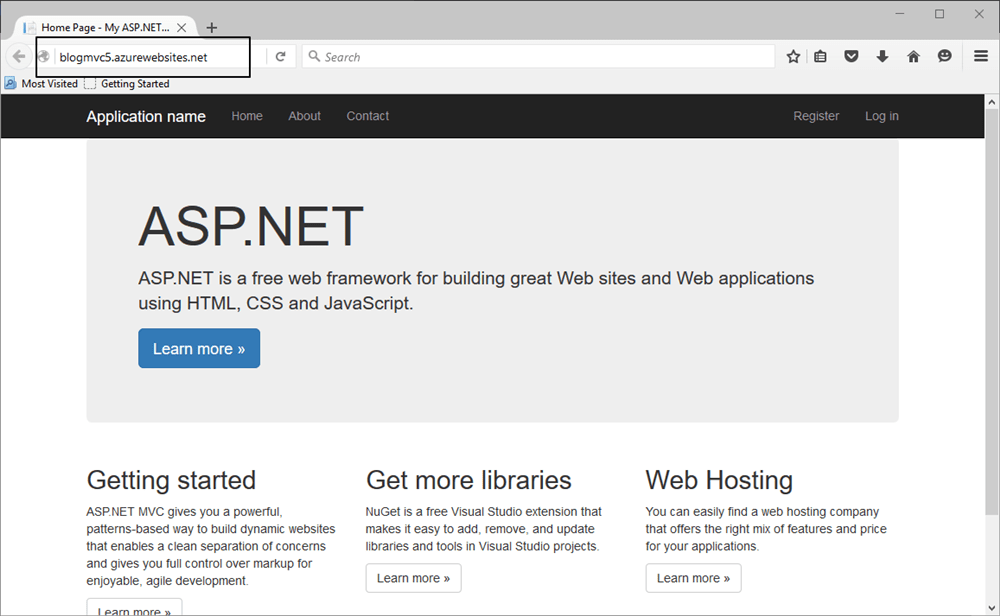 Home Page - My ASP.NET...
blogmvc5.azurewebsites.net
Search
Most Visited Getting Started
Application name Home About Contact Register Log in
ASP.NET
ASP.NET is a free web framework for building great Web sites and Web applications
using HTML, CSS and JavaScript.
Learn more »
Getting started
ASP.NET MVC gives you a powerful,
patterns-based way to build dynamic websites
that enables a clean separation of concerns
and gives you full control over markup for
enjoyable, agile development.
Learn more »
Get more libraries
NuGet is a free Visual Studio extension that
makes it easy to add, remove, and update
libraries and tools in Visual Studio projects.
Learn more »
Web Hosting
You can easily find a web hosting company
that offers the right mix of features and price
for your applications.
Learn more »